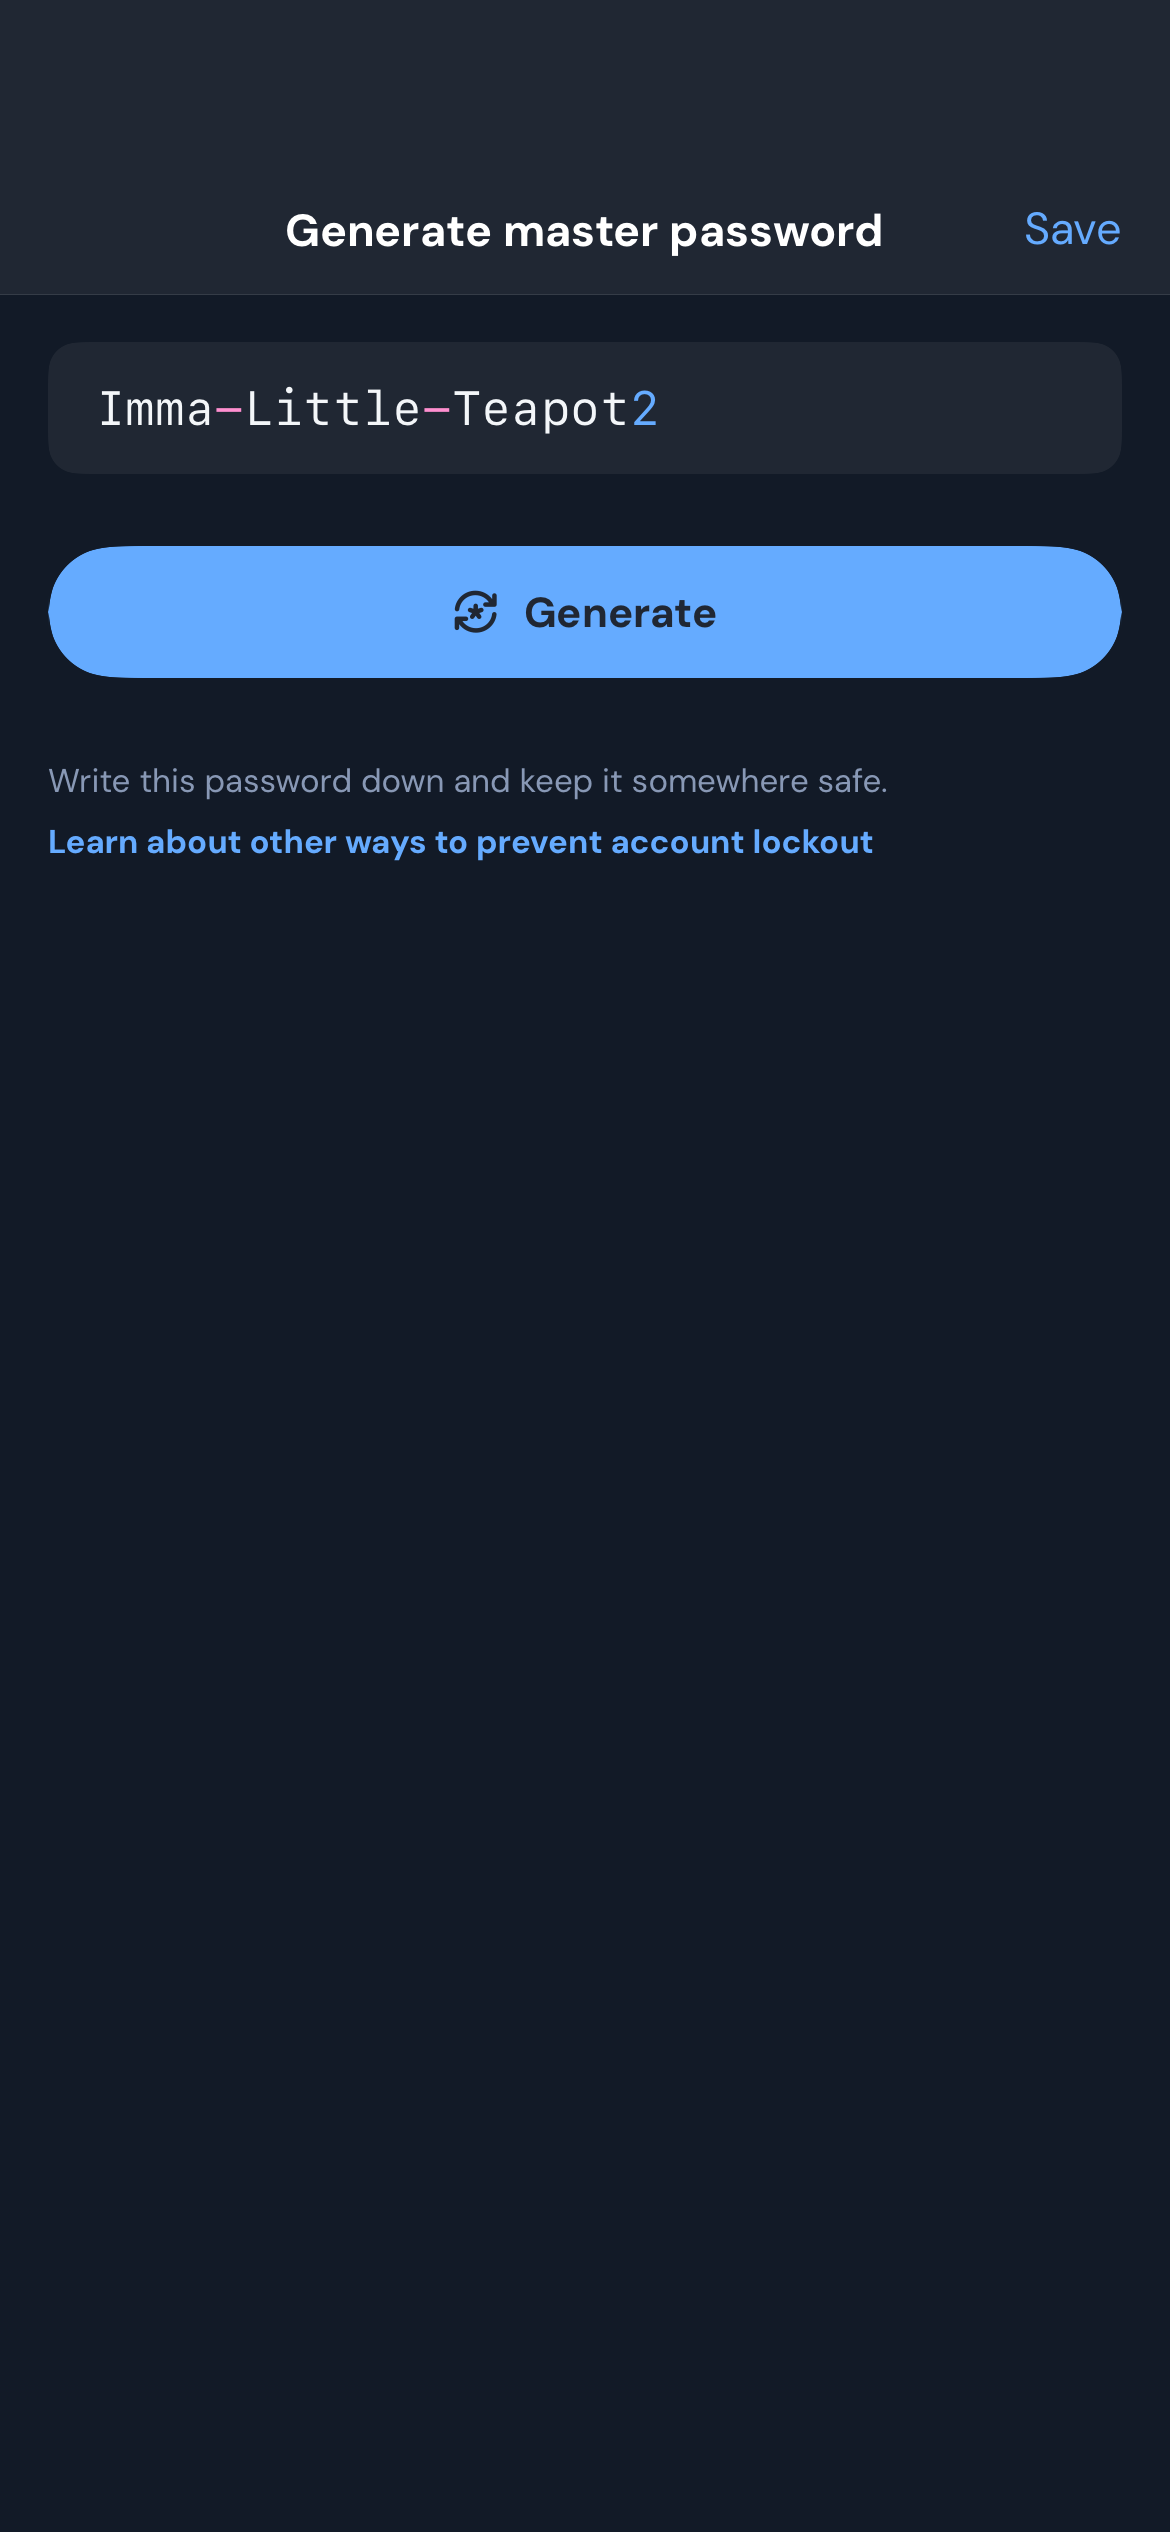 Generate master password
Save
Imma-Little-Teapot2
Generate
Write this password down and keep it somewhere safe.
Learn about other ways to prevent account lockout